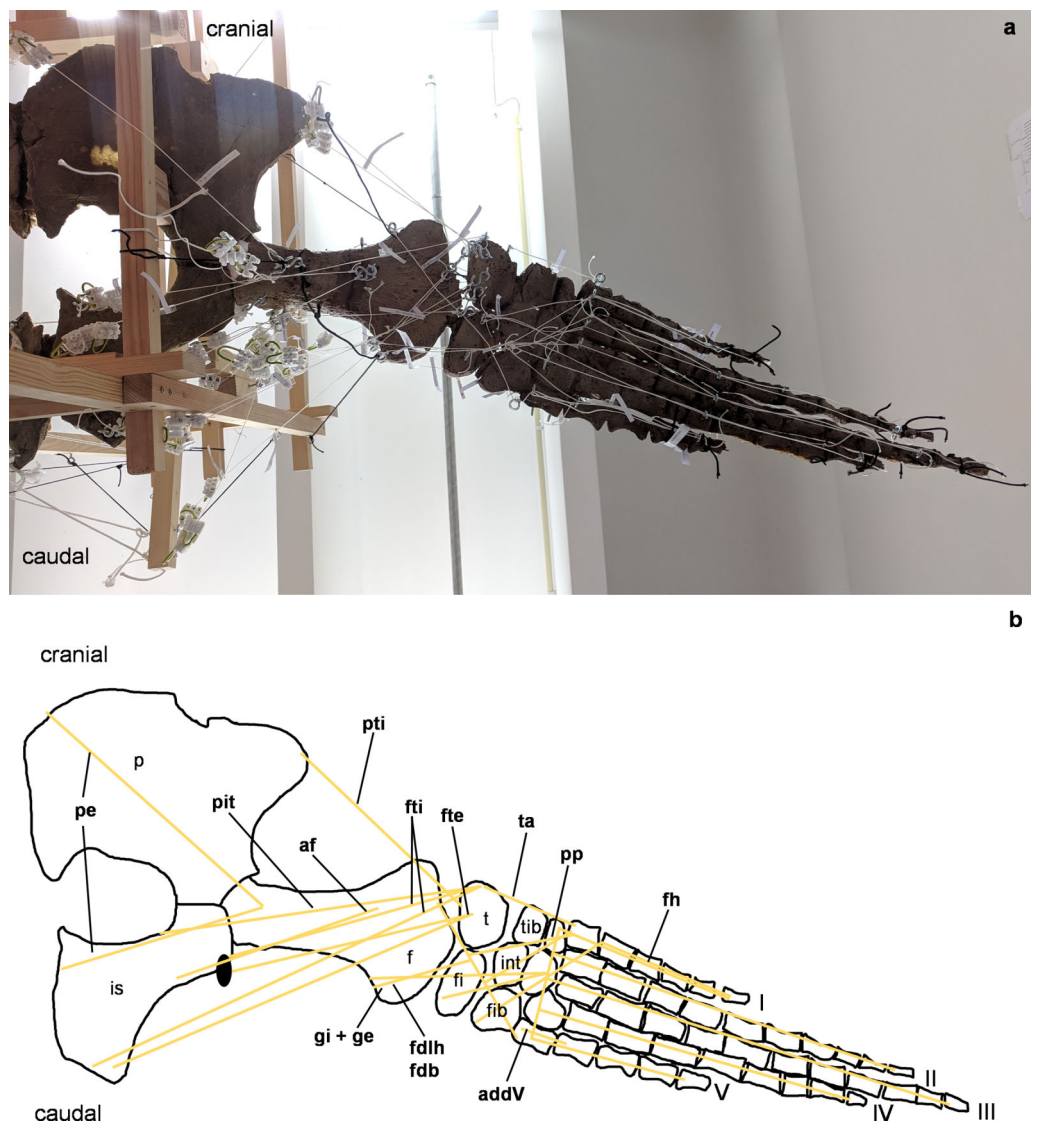 cranial
a
caudal
b
cranial
pti
p
pe
pit
fti
fte
ta
af
pp
fh
t
tib
f
int
is
fi
fib
I
gi + ge
fdlh
fdb
II
addV
V
IV
III
caudal